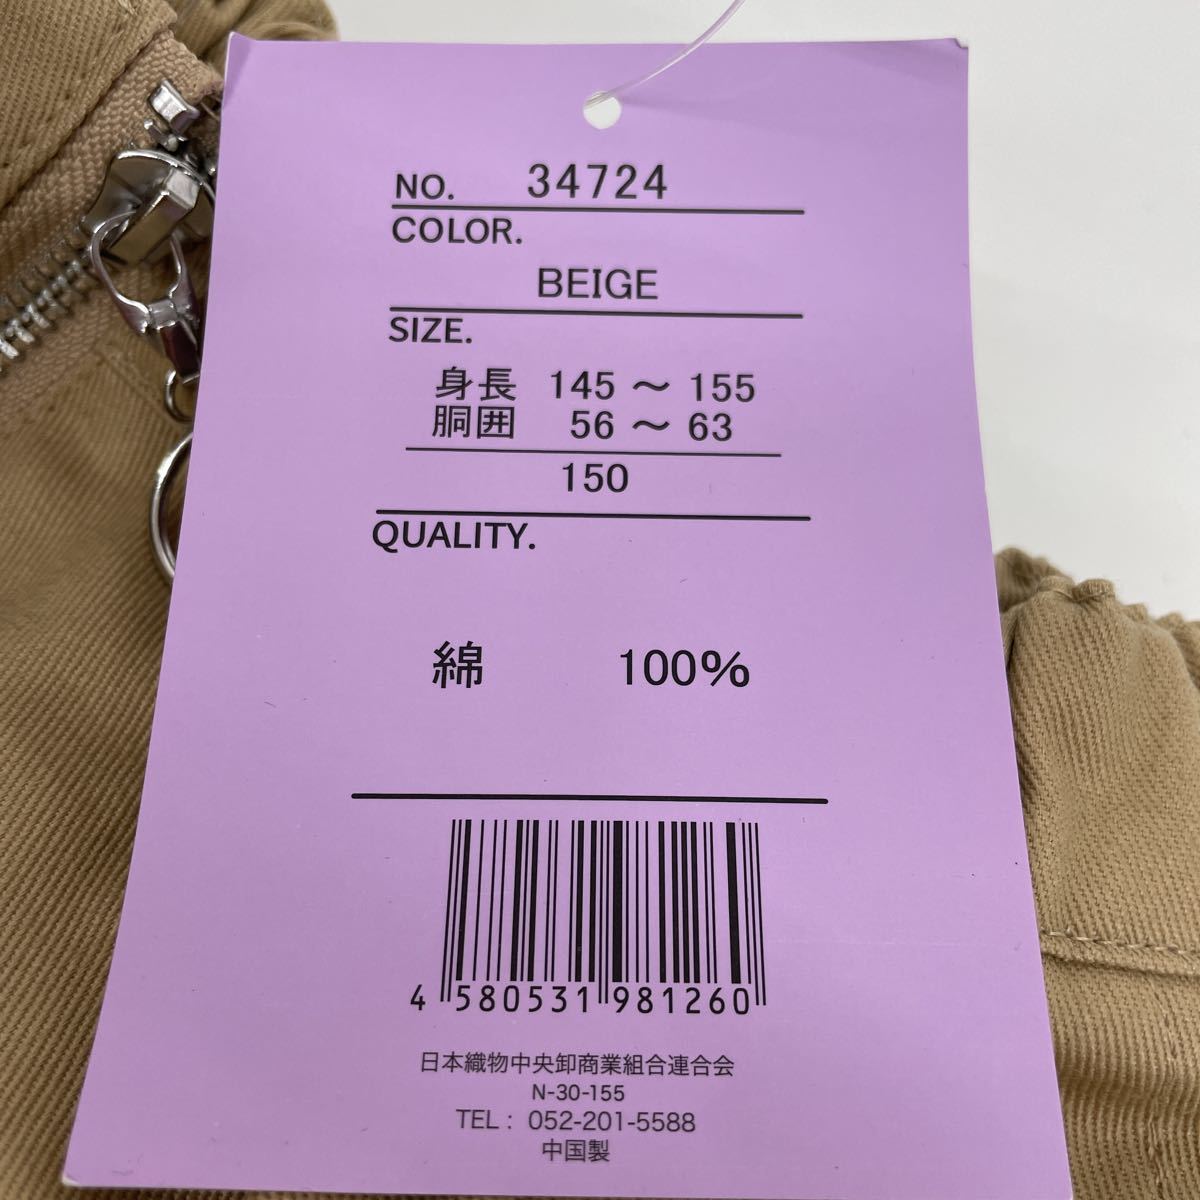 NO. 34724
COLOR.
BEIGE
SIZE.
身長 145 ～ 155
胴囲 56 ～ 63
150
QUALITY.
綿 100%
4 580531 981260
日本織物中央卸商業組合連合会
N-30-155
TEL : 052-201-5588
中国製